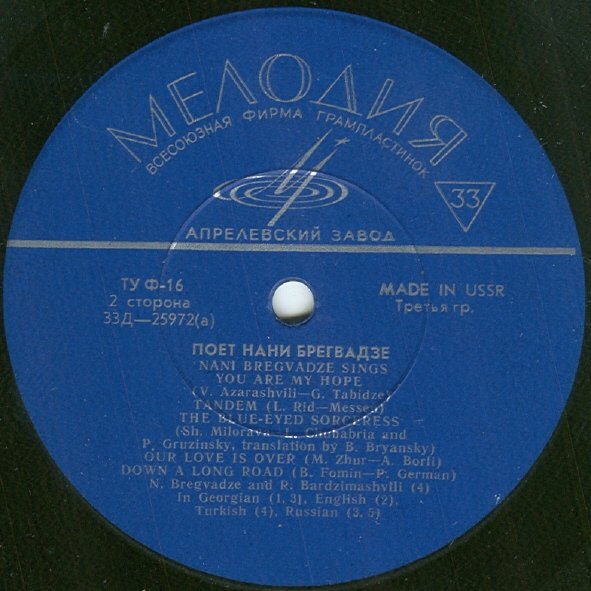 МЕЛОДИЯ
ВСЕСОЮЗНАЯ ФИРМА ГРАМПЛАСТИНОК
33
АПРЕЛЕВСКИЙ ЗАВОД
ТУ Ф-16
2 сторона
33Д—25972(а)
MADE IN USSR
Третья гр.
ПОЕТ НАНИ БРЕГВАДЗЕ
NANI BREGVADZE SINGS
YOU ARE MY HOPE
(V. Azarashvili—G. Tabidze)
TANDEM (L. Rid—Messen)
THE BLUE-EYED SORCERESS
(Sh. Milorava—L. Chubabria and
P. Gruzinsky, translation by B. Bryansky)
OUR LOVE IS OVER (M. Zhur—A. Borfi)
DOWN A LONG ROAD (B. Fomin—P. German)
N. Bregvadze and R. Bardzimashvili (4)
In Georgian (1, 3), English (2),
Turkish (4), Russian (3, 5)